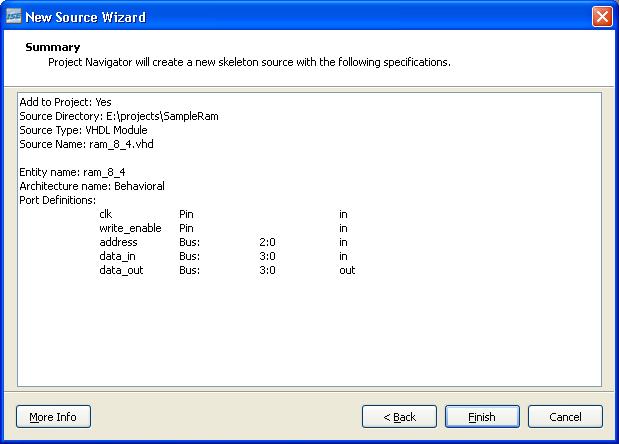 ISE New Source Wizard
Summary
Project Navigator will create a new skeleton source with the following specifications.
Add to Project: Yes
Source Directory: E:\projects\SampleRam
Source Type: VHDL Module
Source Name: ram_8_4.vhd
Entity name: ram_8_4
Architecture name: Behavioral
Port Definitions:
clk Pin in
write_enable Pin in
address Bus: 2:0 in
data_in Bus: 3:0 in
data_out Bus: 3:0 out
More Info < Back Finish Cancel